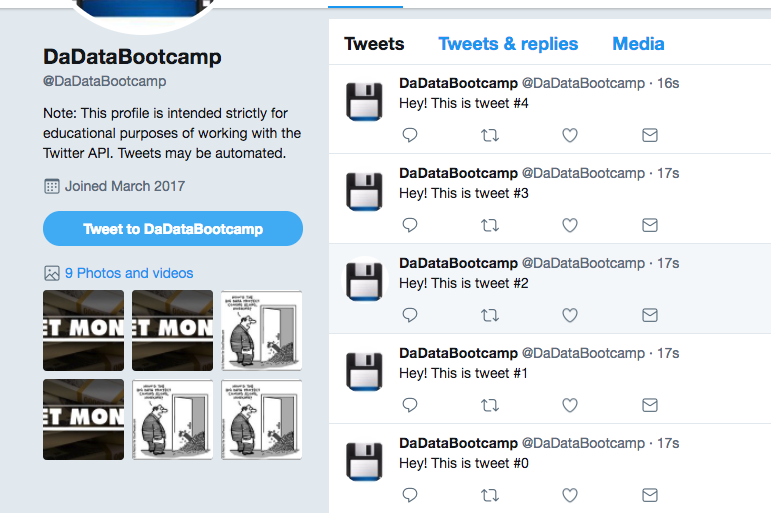 DaDataBootcamp
@DaDataBootcamp
Note: This profile is intended strictly for
educational purposes of working with the
Twitter API. Tweets may be automated.
Joined March 2017
Tweet to DaDataBootcamp
9 Photos and videos
ET MON
ET MON
ET MON
Tweets Tweets & replies Media
DaDataBootcamp @DaDataBootcamp · 16s
Hey! This is tweet #4
DaDataBootcamp @DaDataBootcamp · 17s
Hey! This is tweet #3
DaDataBootcamp @DaDataBootcamp · 17s
Hey! This is tweet #2
DaDataBootcamp @DaDataBootcamp · 17s
Hey! This is tweet #1
DaDataBootcamp @DaDataBootcamp · 17s
Hey! This is tweet #0